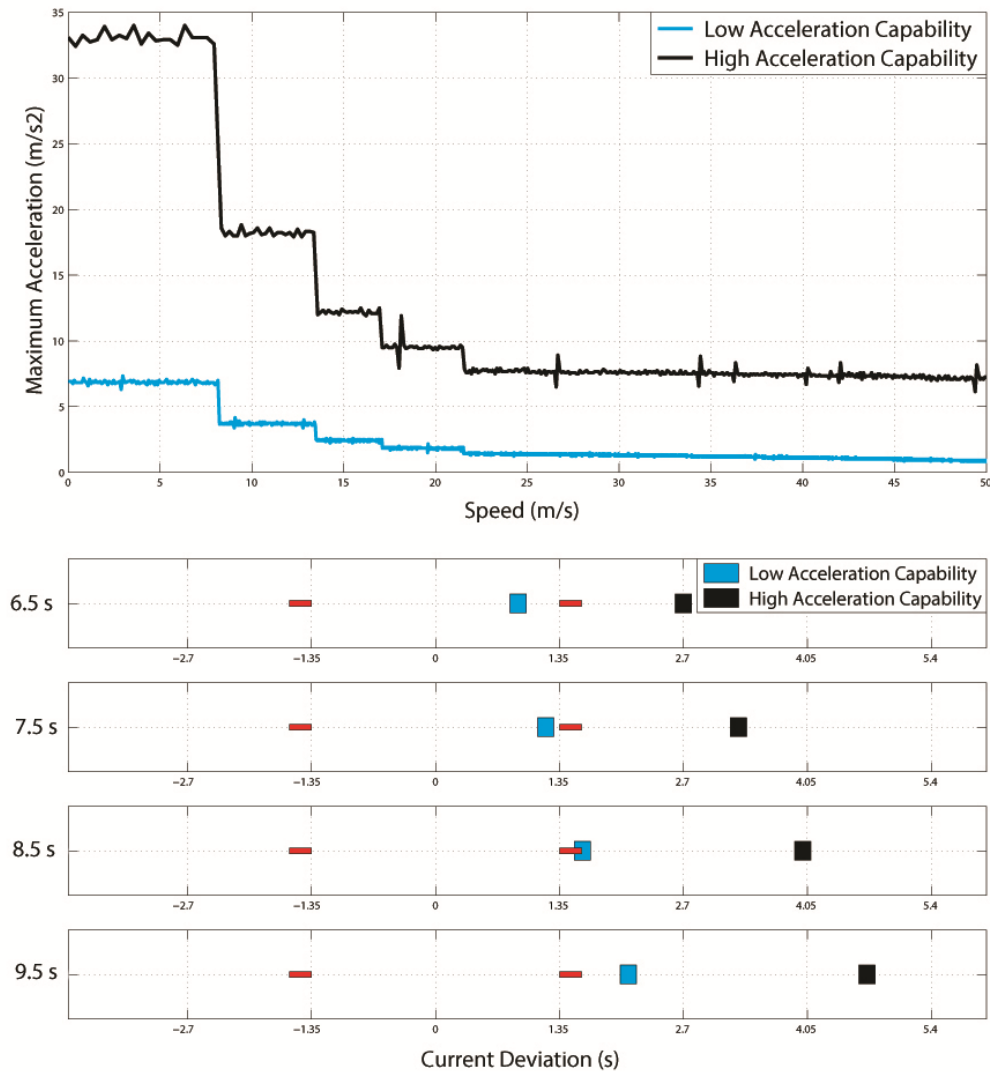 35
30
25
20
15
10
5
0
Maximum Acceleration (m/s2)
Low Acceleration Capability
High Acceleration Capability
0 5 10 15 20 25 30 35 40 45 50
Speed (m/s)
Low Acceleration Capability
High Acceleration Capability
6.5 s
−2.7 −1.35 0 1.35 2.7 4.05 5.4
7.5 s
−2.7 −1.35 0 1.35 2.7 4.05 5.4
8.5 s
−2.7 −1.35 0 1.35 2.7 4.05 5.4
9.5 s
−2.7 −1.35 0 1.35 2.7 4.05 5.4
Current Deviation (s)